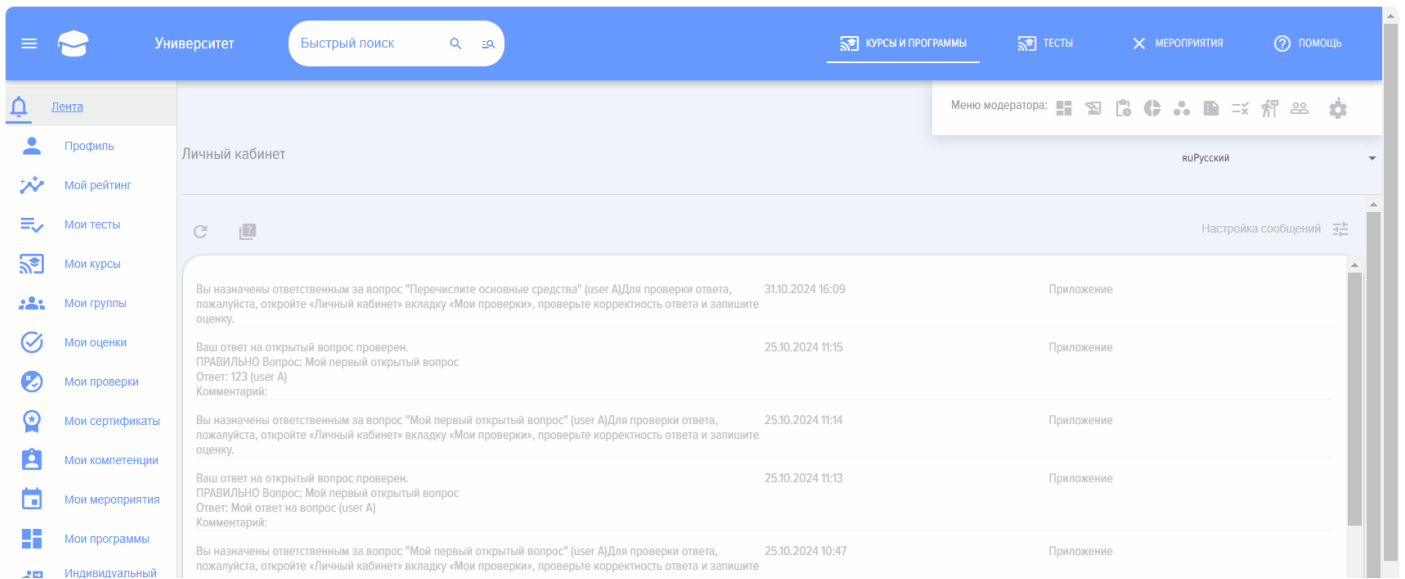 Университет
Быстрый поиск
КУРСЫ И ПРОГРАММЫ
ТЕСТЫ
МЕРОПРИЯТИЯ
ПОМОЩЬ
Меню модератора:
Лента
Профиль
Мой рейтинг
Мои тесты
Мои курсы
Мои группы
Мои оценки
Мои проверки
Мои сертификаты
Мои компетенции
Мои мероприятия
Мои программы
Индивидуальный
Личный кабинет
RUРусский
Настройка сообщений
Вы назначены ответственным за вопрос "Перечислите основные средства" (user A)Для проверки ответа, 31.10.2024 16:09 Приложение
пожалуйста, откройте «Личный кабинет» вкладку «Мои проверки», проверьте корректность ответа и запишите
оценку.
Ваш ответ на открытый вопрос проверен. 25.10.2024 11:15 Приложение
ПРАВИЛЬНО Вопрос: Мой первый открытый вопрос
Ответ: 123 (user A)
Комментарий:
Вы назначены ответственным за вопрос "Мой первый открытый вопрос" (user A)Для проверки ответа, 25.10.2024 11:14 Приложение
пожалуйста, откройте «Личный кабинет» вкладку «Мои проверки», проверьте корректность ответа и запишите
оценку.
Ваш ответ на открытый вопрос проверен. 25.10.2024 11:13 Приложение
ПРАВИЛЬНО Вопрос: Мой первый открытый вопрос
Ответ: Мой ответ на вопрос (user A)
Комментарий:
Вы назначены ответственным за вопрос "Мой первый открытый вопрос" (user A)Для проверки ответа, 25.10.2024 10:47 Приложение
пожалуйста, откройте «Личный кабинет» вкладку «Мои проверки», проверьте корректность ответа и запишите